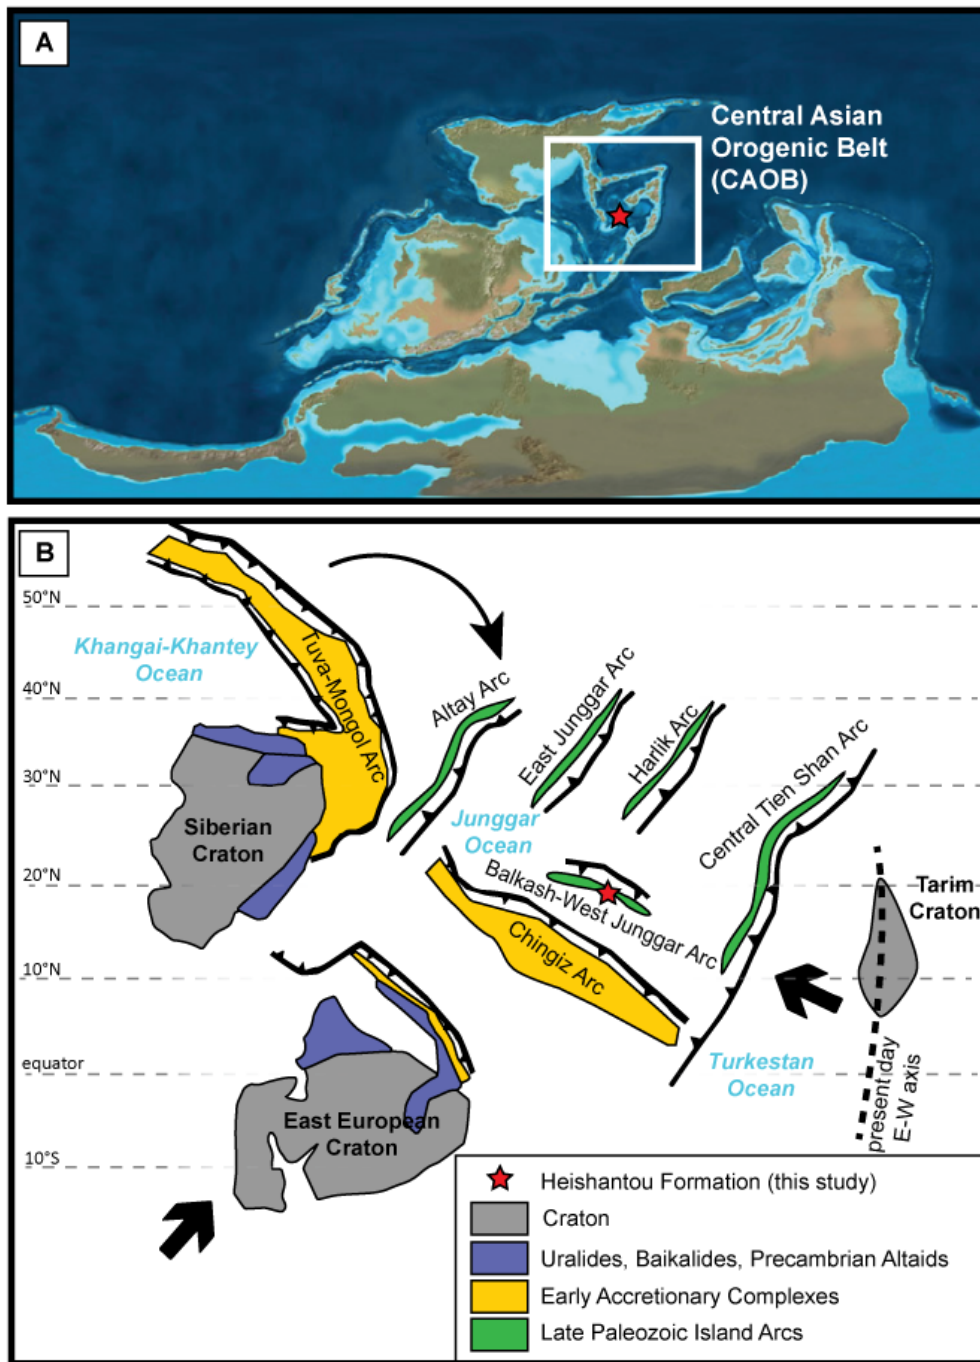 A
Central Asian
Orogenic Belt
(CAOB)
B
50°N
Khangai-Khantey
Ocean
Tuva-Mongol Arc
40°N
Altay Arc
East Junggar Arc
Harlik Arc
Central Tien Shan Arc
30°N
Siberian
Craton
Junggar
Ocean
20°N
Balkash-West Junggar Arc
Tarim
Craton
Chingiz Arc
10°N
equator
Turkestan
Ocean
present day
E-W axis
East European
Craton
10°S
Heishantou Formation (this study)
Craton
Uralides, Baikalides, Precambrian Altaids
Early Accretionary Complexes
Late Paleozoic Island Arcs